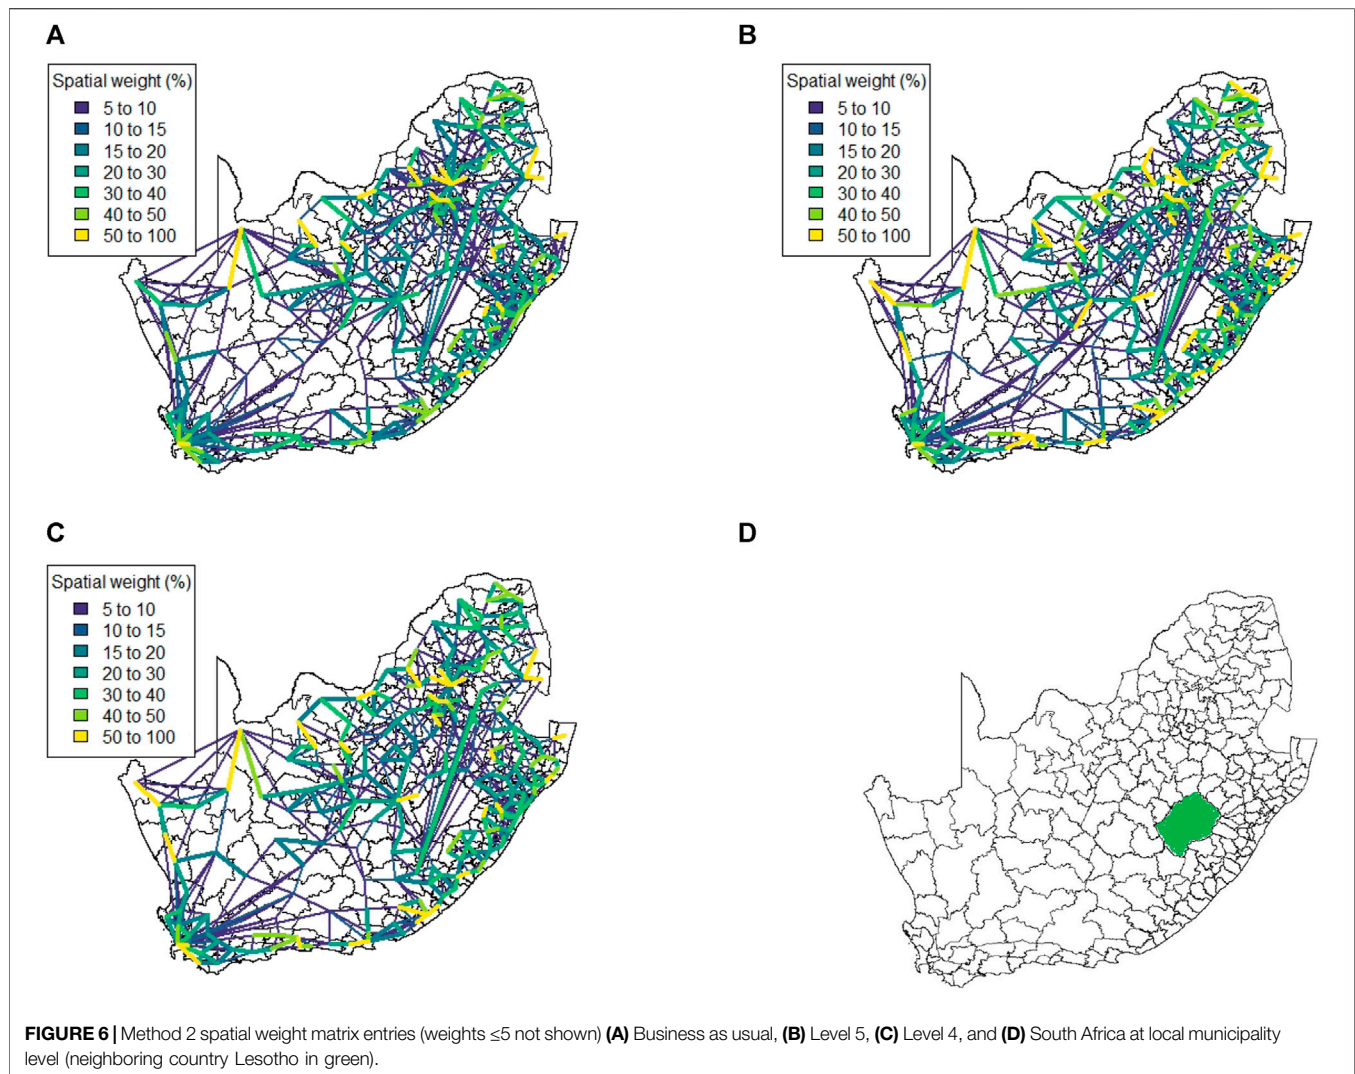 A
Spatial weight (%)
5 to 10
10 to 15
15 to 20
20 to 30
30 to 40
40 to 50
50 to 100
B
Spatial weight (%)
5 to 10
10 to 15
15 to 20
20 to 30
30 to 40
40 to 50
50 to 100
C
Spatial weight (%)
5 to 10
10 to 15
15 to 20
20 to 30
30 to 40
40 to 50
50 to 100
D
FIGURE 6 | Method 2 spatial weight matrix entries (weights ≤5 not shown) (A) Business as usual, (B) Level 5, (C) Level 4, and (D) South Africa at local municipality
level (neighboring country Lesotho in green).